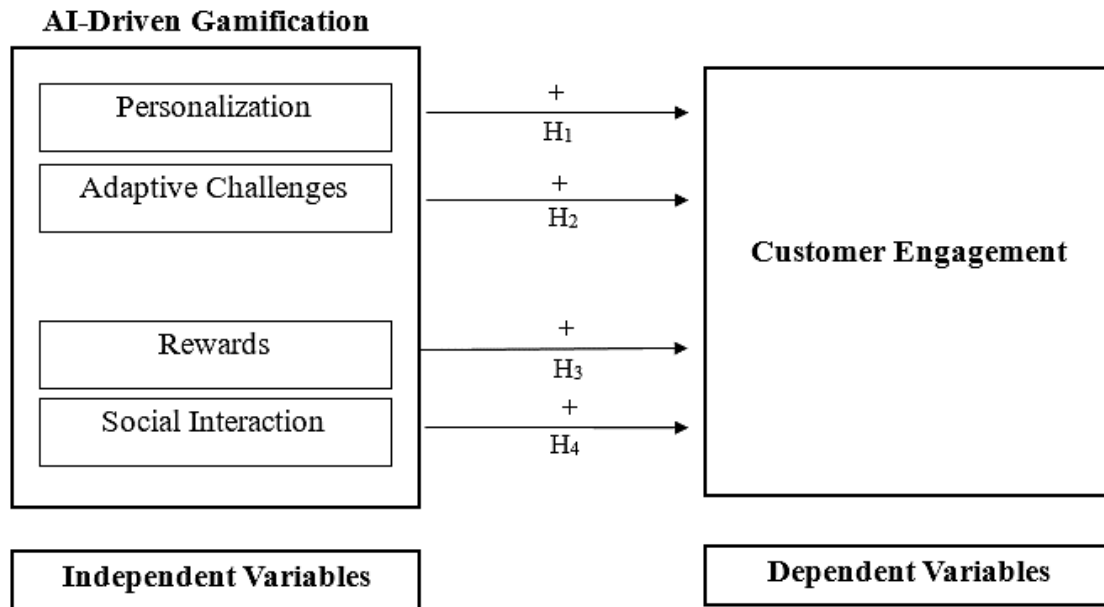 AI-Driven Gamification
Personalization
Adaptive Challenges
Rewards
Social Interaction
+
H₁
+
H₂
+
H₃
+
H₄
Customer Engagement
Independent Variables
Dependent Variables